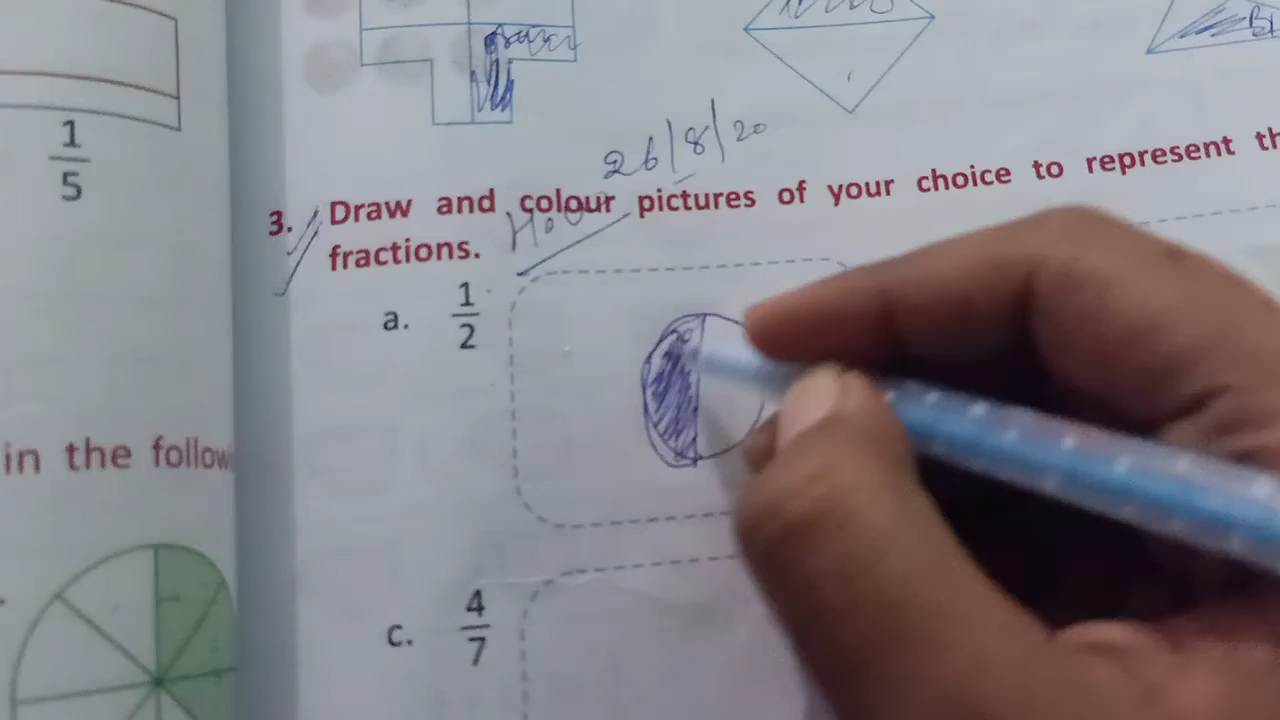 1
5
26/8/20
3. Draw and colour pictures of your choice to represent th
fractions.
a. 1
2
in the follow
c. 4
7